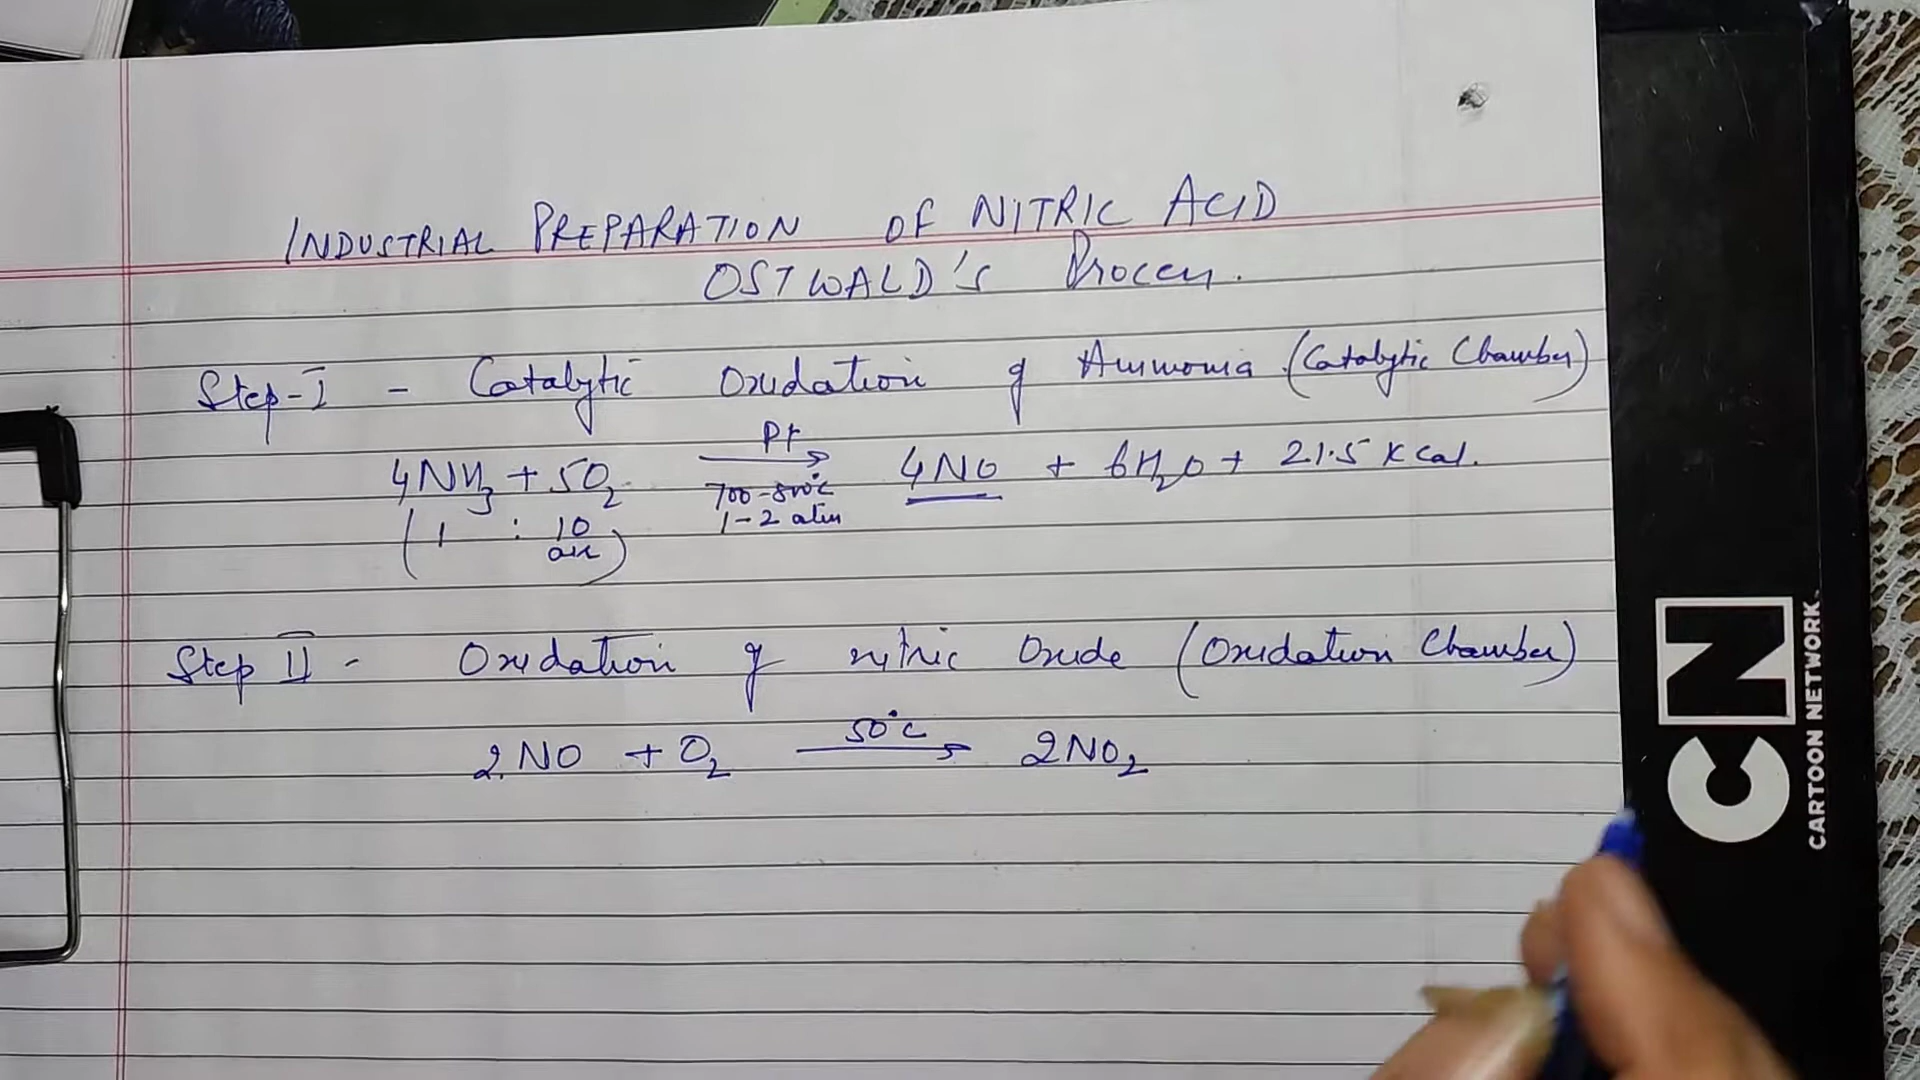 INDUSTRIAL PREPARATION OF NITRIC ACID
OSTWALD'S Process.
Step-I - Catalytic Oxidation of Ammonia. (Catalytic Chamber)
Pt
4NH₃ + 5O₂ ⟶ 4NO + 6H₂O + 21.5 K Cal.
700-800°C
1-2 atm
(1 : 10 air)
Step II - Oxidation of nitric Oxide (Oxidation Chamber)
50°C
2NO + O₂ ⟶ 2NO₂
CN
CARTOON NETWORK